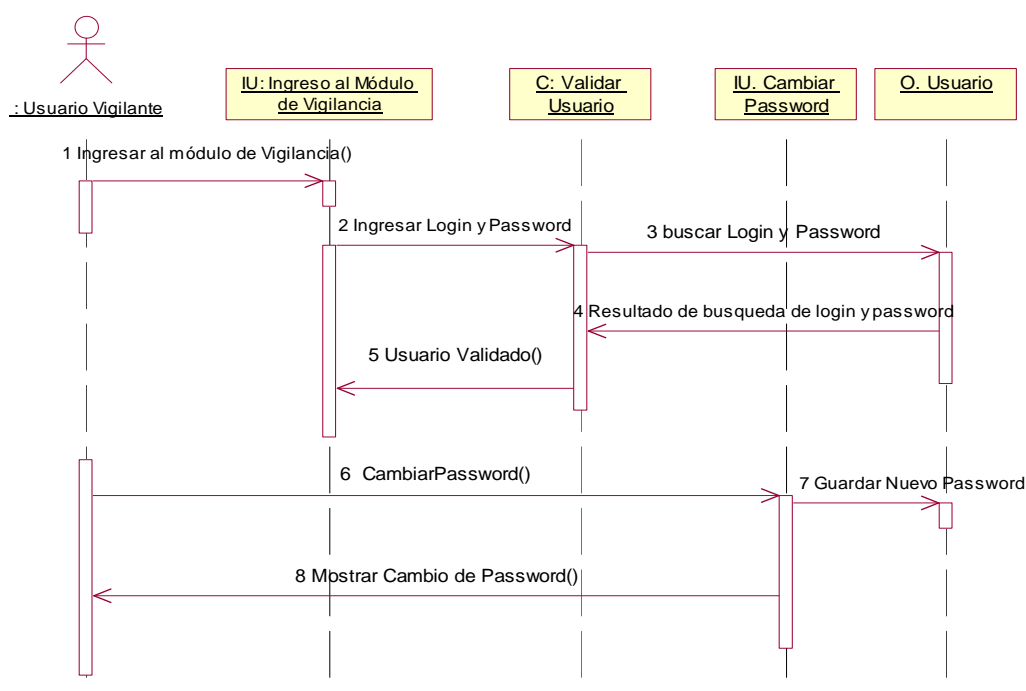 : Usuario Vigilante
IU: Ingreso al Módulo
de Vigilancia
C: Validar
Usuario
IU. Cambiar
Password
O. Usuario
1 Ingresar al módulo de Vigilancia()
2 Ingresar Login y Password
3 buscar Login y Password
4 Resultado de busqueda de login y password
5 Usuario Validado()
6 CambiarPassword()
7 Guardar Nuevo Password
8 Mostrar Cambio de Password()